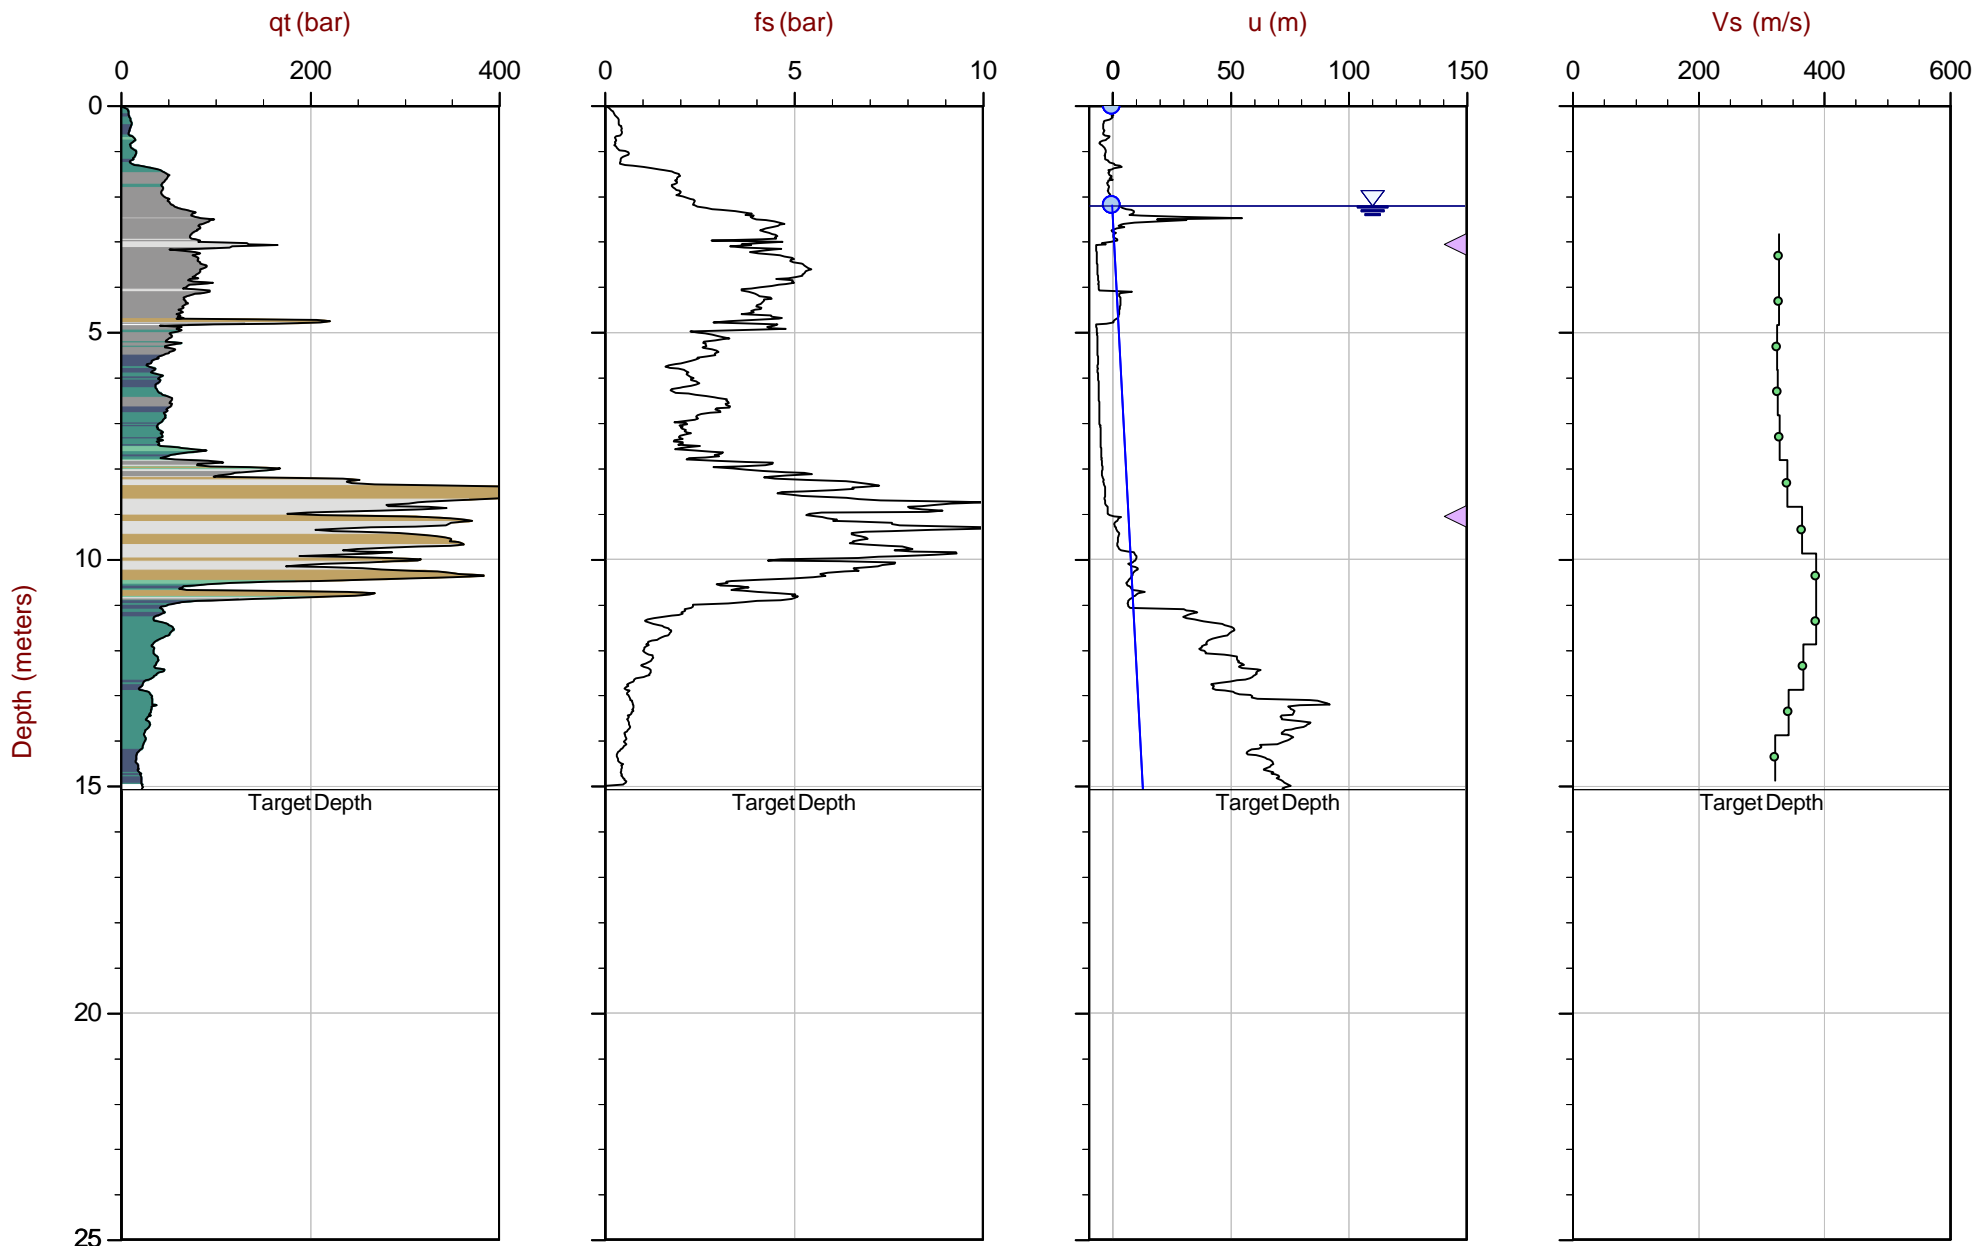 qt (bar) fs (bar) u (m) Vs (m/s)
0 200 400 0 5 10 0 50 100 150 0 200 400 600
0
5
10
Depth (meters)
15
Target Depth Target Depth Target Depth Target Depth
20
25